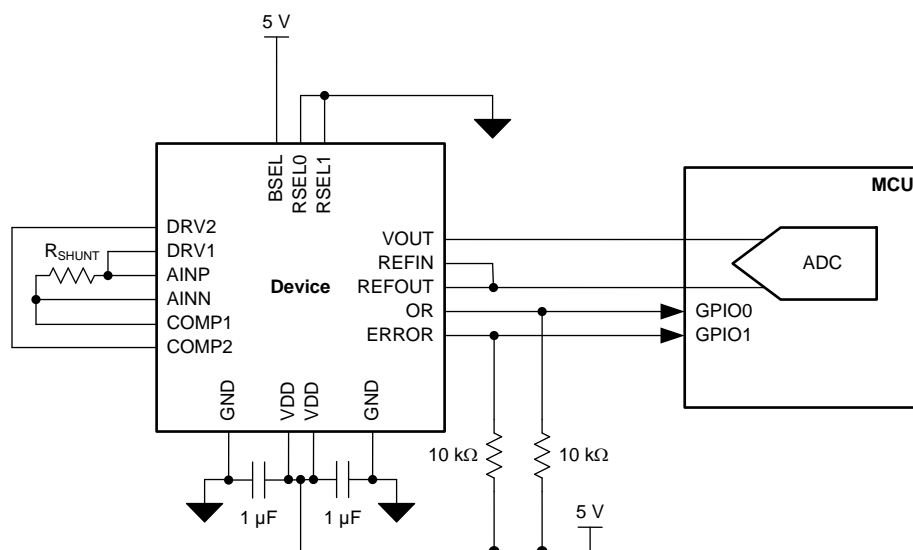 5 V
BSEL
RSEL0
RSEL1
MCU
DRV2
DRV1
AINP
AINN
COMP1
COMP2
RSHUNT
Device
VOUT
REFIN
REFOUT
OR
ERROR
ADC
GPIO0
GPIO1
GND
VDD
VDD
GND
10 kΩ
10 kΩ
1 µF
1 µF
5 V